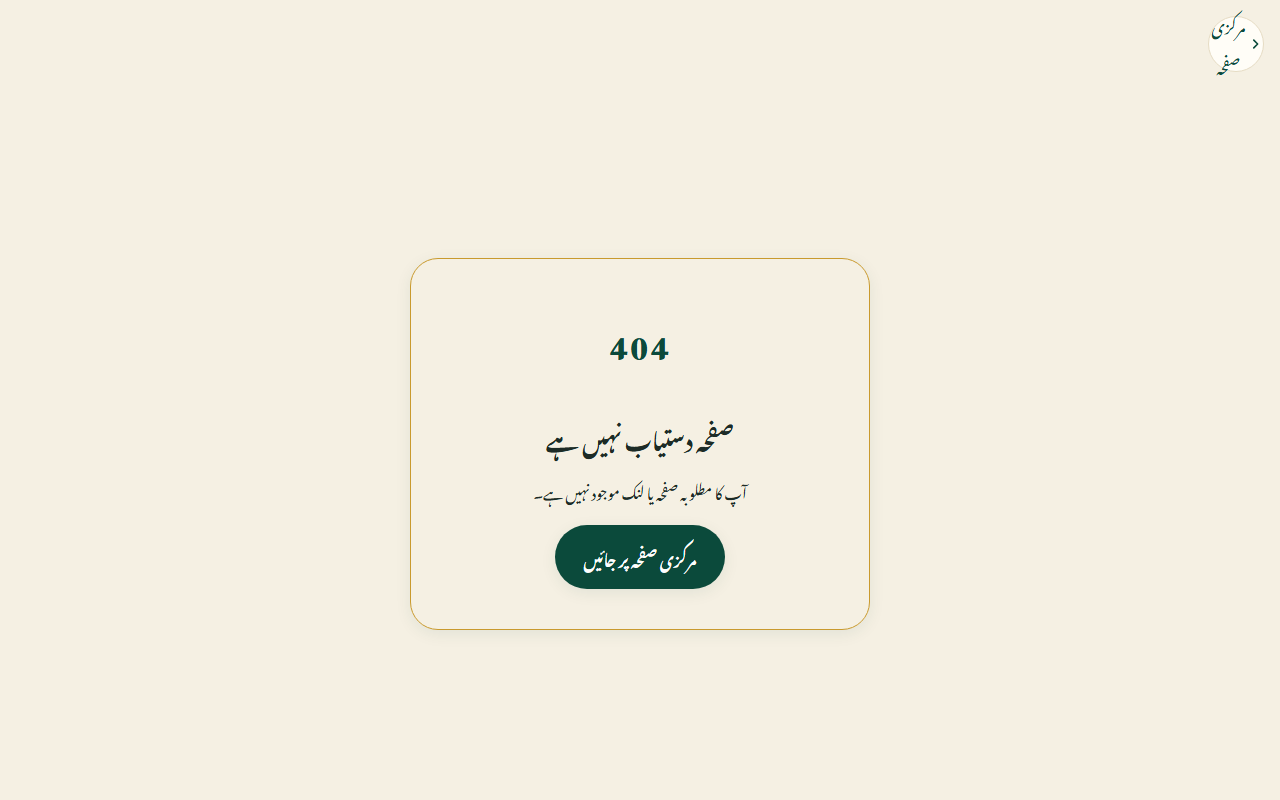 مرکزی
صفحہ
404
صفحہ دستیاب نہیں ہے
آپ کا مطلوبہ صفحہ یا لنک موجود نہیں ہے۔
مرکزی صفحہ پر جائیں